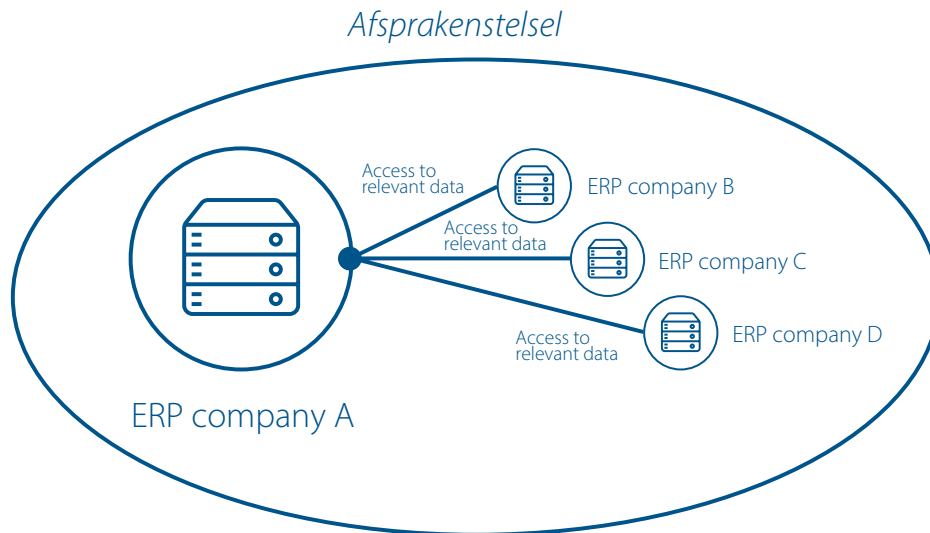 Afsprakenstelsel
Access to
relevant data
ERP company B
Access to
relevant data
ERP company C
Access to
relevant data
ERP company D
ERP company A